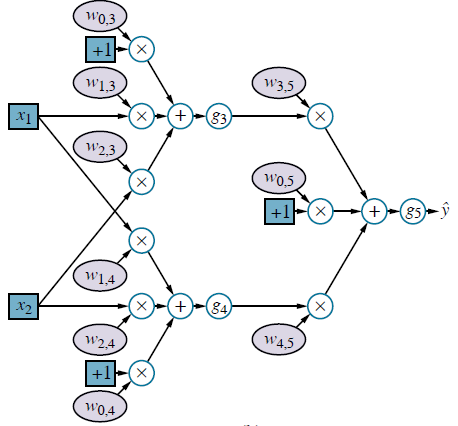 w0,3
+1 ×
w1,3 w3,5
x1 × + g3 ×
w2,3
× w0,5
+1 × + g5 ŷ
×
w1,4
x2 × + g4 ×
w2,4 w4,5
+1 ×
w0,4